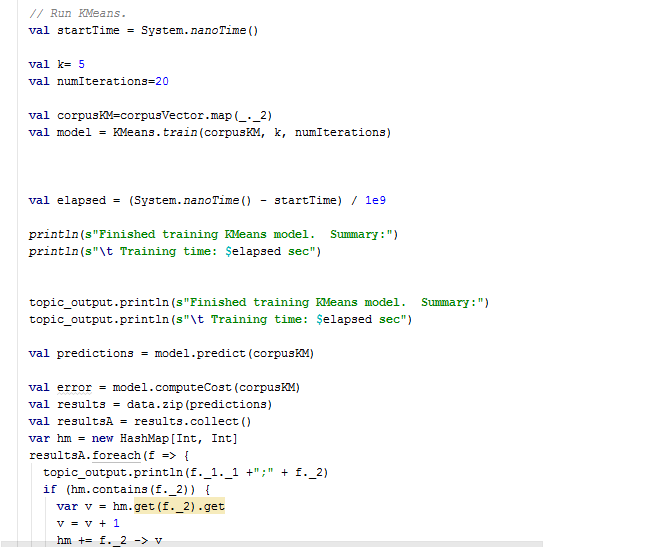 // Run KMeans.
val startTime = System.nanoTime()
val k= 5
val numIterations=20
val corpusKM=corpusVector.map(_._2)
val model = KMeans.train(corpusKM, k, numIterations)
val elapsed = (System.nanoTime() - startTime) / 1e9
println(s"Finished training KMeans model.  Summary:")
println(s"\t Training time: $elapsed sec")
topic_output.println(s"Finished training KMeans model.  Summary:")
topic_output.println(s"\t Training time: $elapsed sec")
val predictions = model.predict(corpusKM)
val error = model.computeCost(corpusKM)
val results = data.zip(predictions)
val resultsA = results.collect()
var hm = new HashMap[Int, Int]
resultsA.foreach(f => {
  topic_output.println(f._1._1 +";" + f._2)
  if (hm.contains(f._2)) {
    var v = hm.get(f._2).get
    v = v + 1
    hm += f._2 -> v